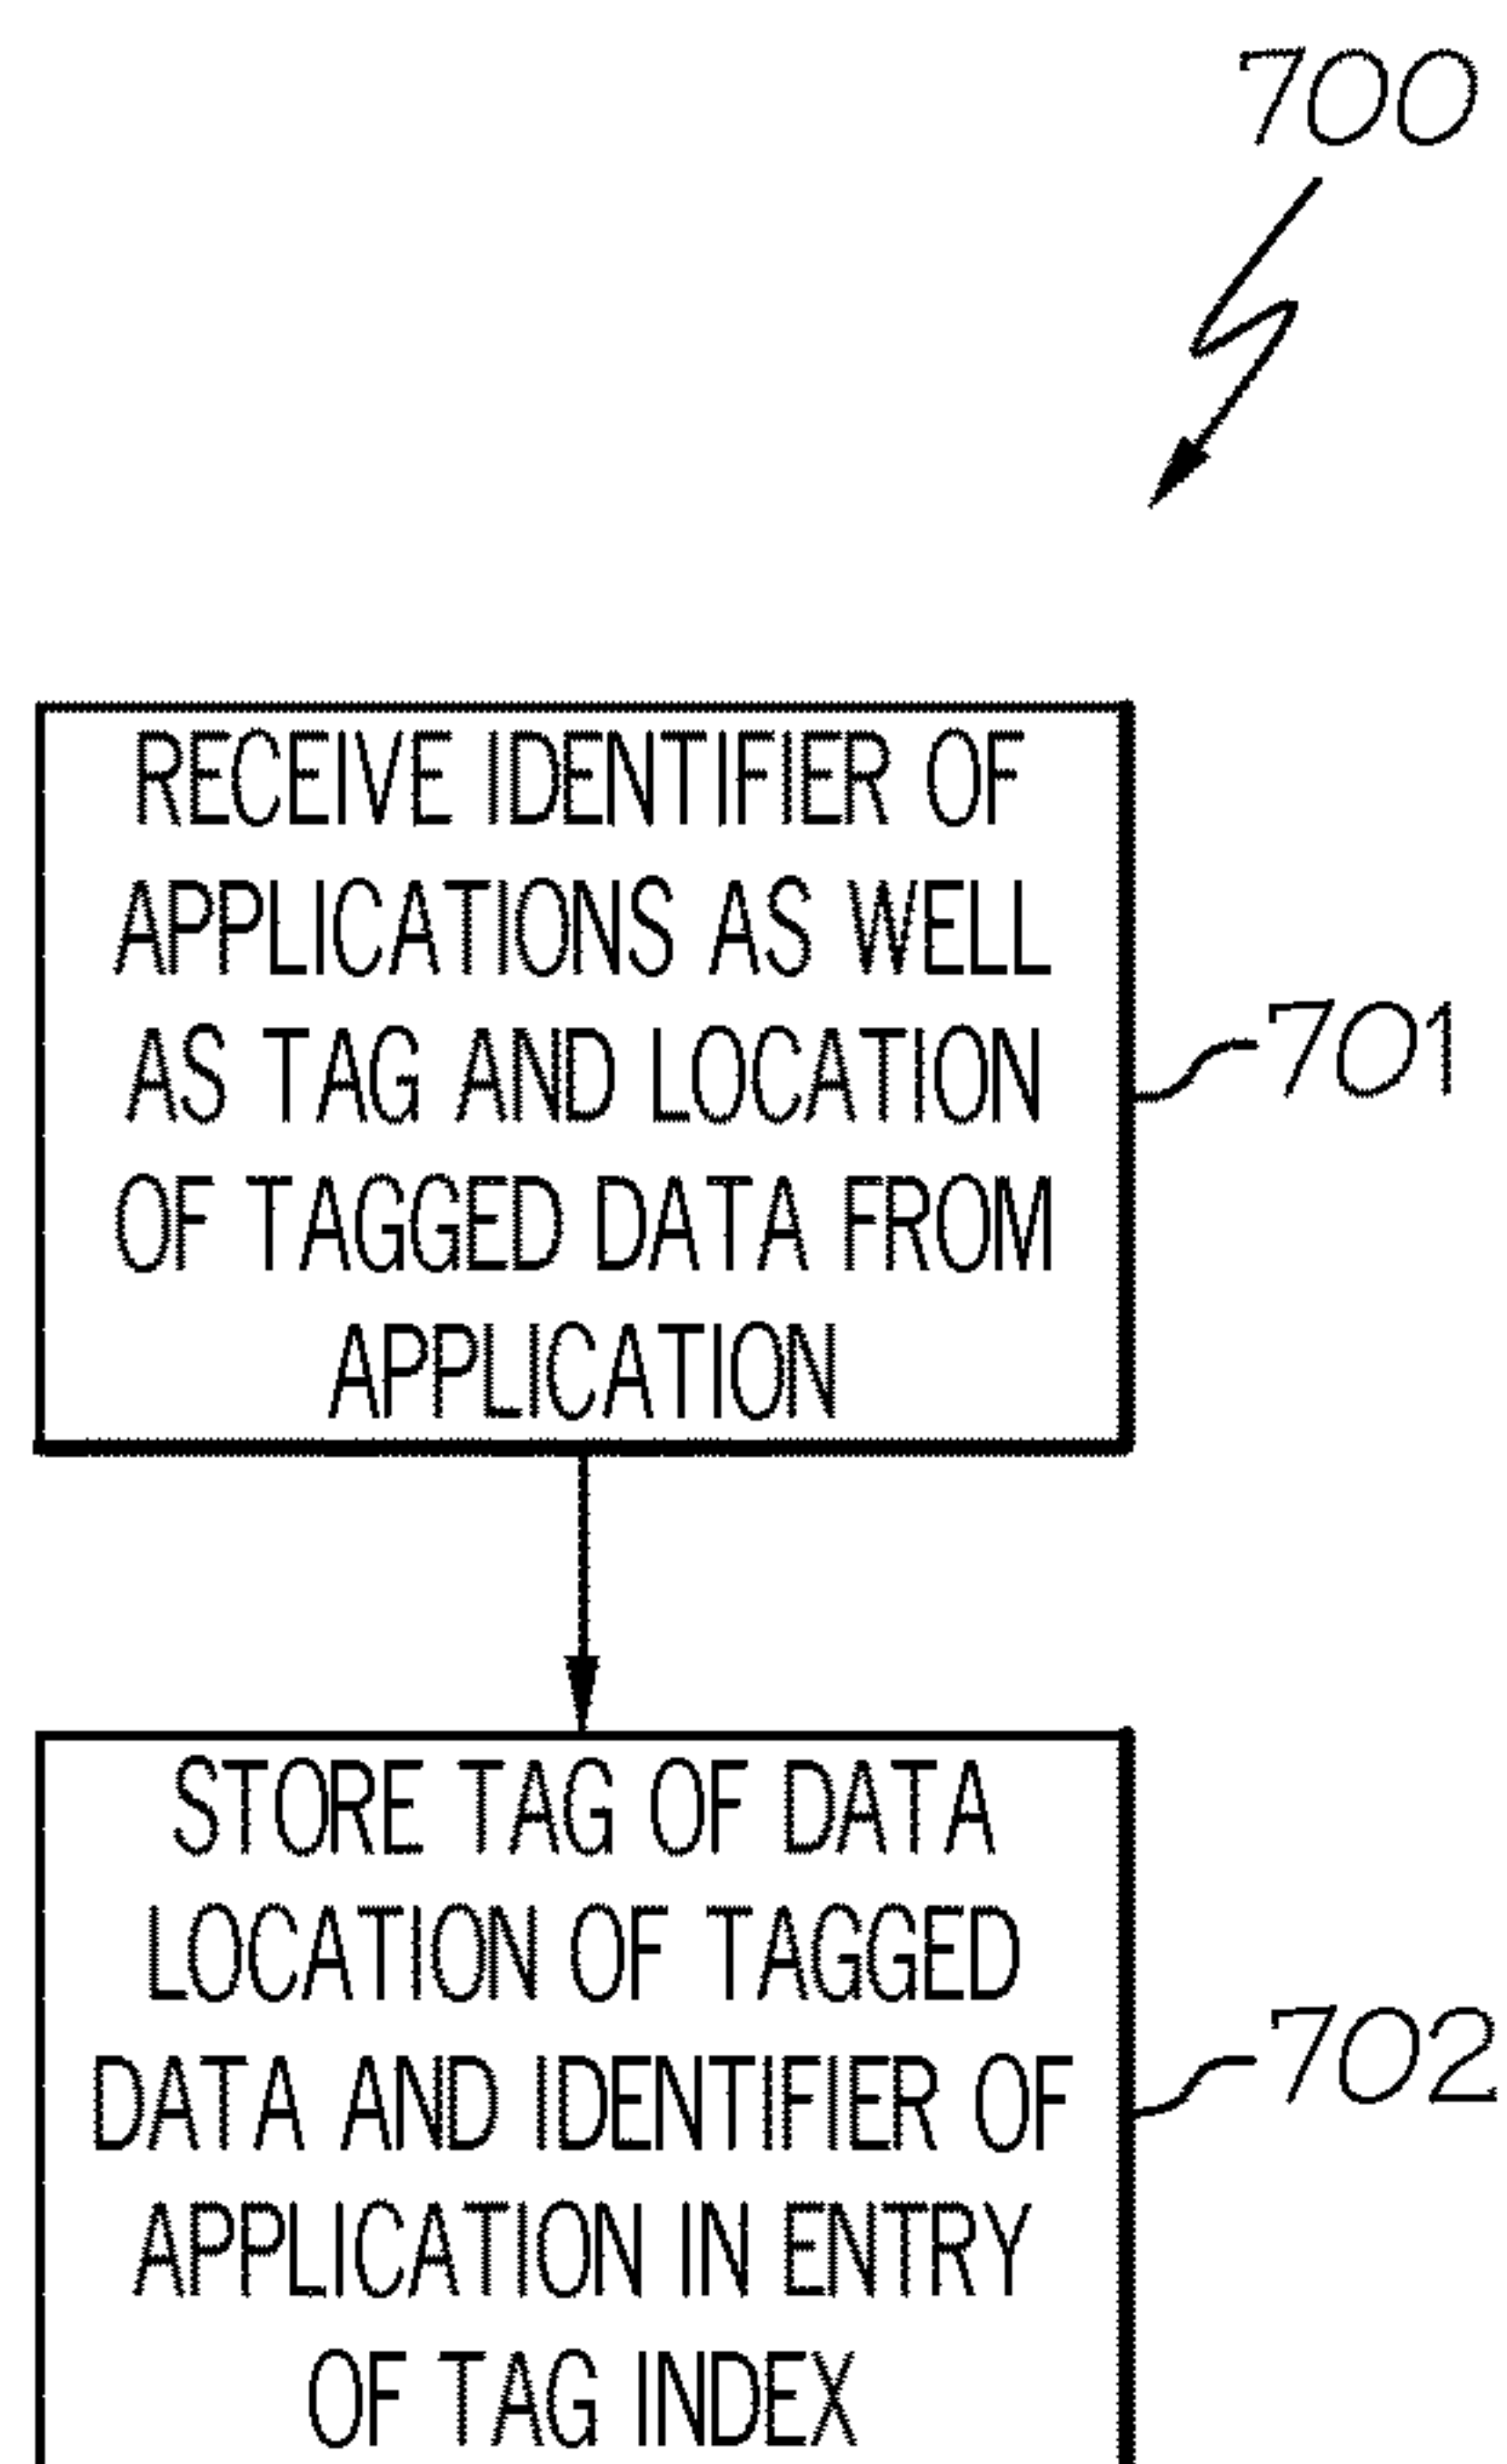 700
RECEIVE IDENTIFIER OF
APPLICATIONS AS WELL
AS TAG AND LOCATION
OF TAGGED DATA FROM
APPLICATION
701
STORE TAG OF DATA
LOCATION OF TAGGED
DATA AND IDENTIFIER OF
APPLICATION IN ENTRY
OF TAG INDEX
702